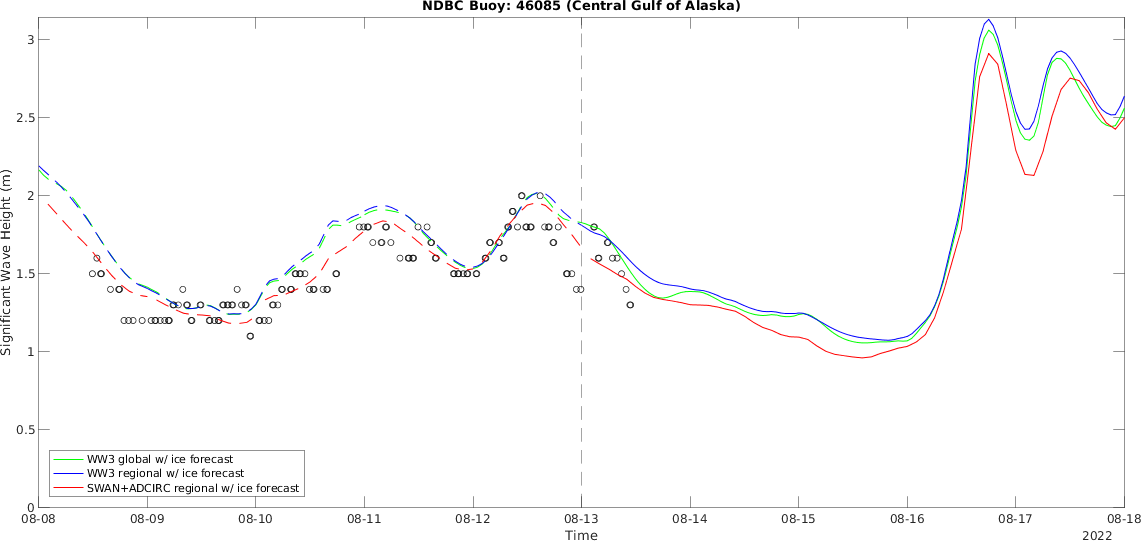 NDBC Buoy: 46085 (Central Gulf of Alaska)
3
2.5
2
1.5
1
0.5
0
Significant Wave Height (m)
WW3 global w/ ice forecast
WW3 regional w/ ice forecast
SWAN+ADCIRC regional w/ ice forecast
08-08 08-09 08-10 08-11 08-12 08-13 08-14 08-15 08-16 08-17 08-18
Time
2022